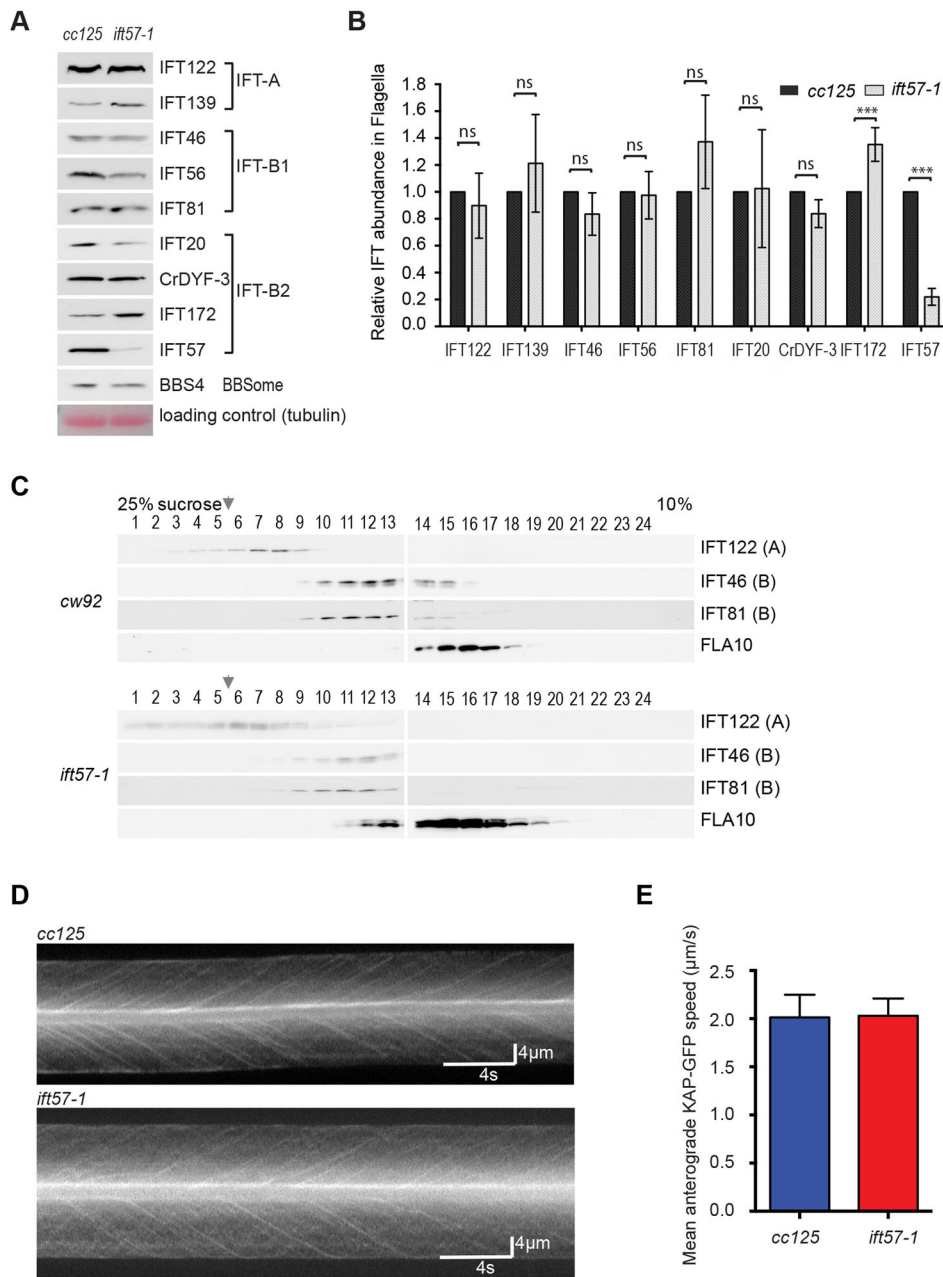 A
cc125 ift57-1
IFT122
IFT139
IFT-A
IFT46
IFT56
IFT81
IFT-B1
IFT20
CrDYF-3
IFT172
IFT57
IFT-B2
BBS4 BBSome
loading control (tubulin)
B
Relative IFT abundance in Flagella
1.8
1.6
1.4
1.2
1.0
0.8
0.6
0.4
0.2
0.0
cc125 ift57-1
ns
ns
ns
ns
ns
ns
ns
***
***
IFT122 IFT139 IFT46 IFT56 IFT81 IFT20 CrDYF-3 IFT172 IFT57
C
25% sucrose 10%
1 2 3 4 5 6 7 8 9 10 11 12 13 14 15 16 17 18 19 20 21 22 23 24
cw92
IFT122 (A)
IFT46 (B)
IFT81 (B)
FLA10
1 2 3 4 5 6 7 8 9 10 11 12 13 14 15 16 17 18 19 20 21 22 23 24
ift57-1
IFT122 (A)
IFT46 (B)
IFT81 (B)
FLA10
D
cc125
4µm
4s
ift57-1
4µm
4s
E
Mean anterograde KAP-GFP speed (µm/s)
2.5
2.0
1.5
1.0
0.5
0.0
cc125 ift57-1